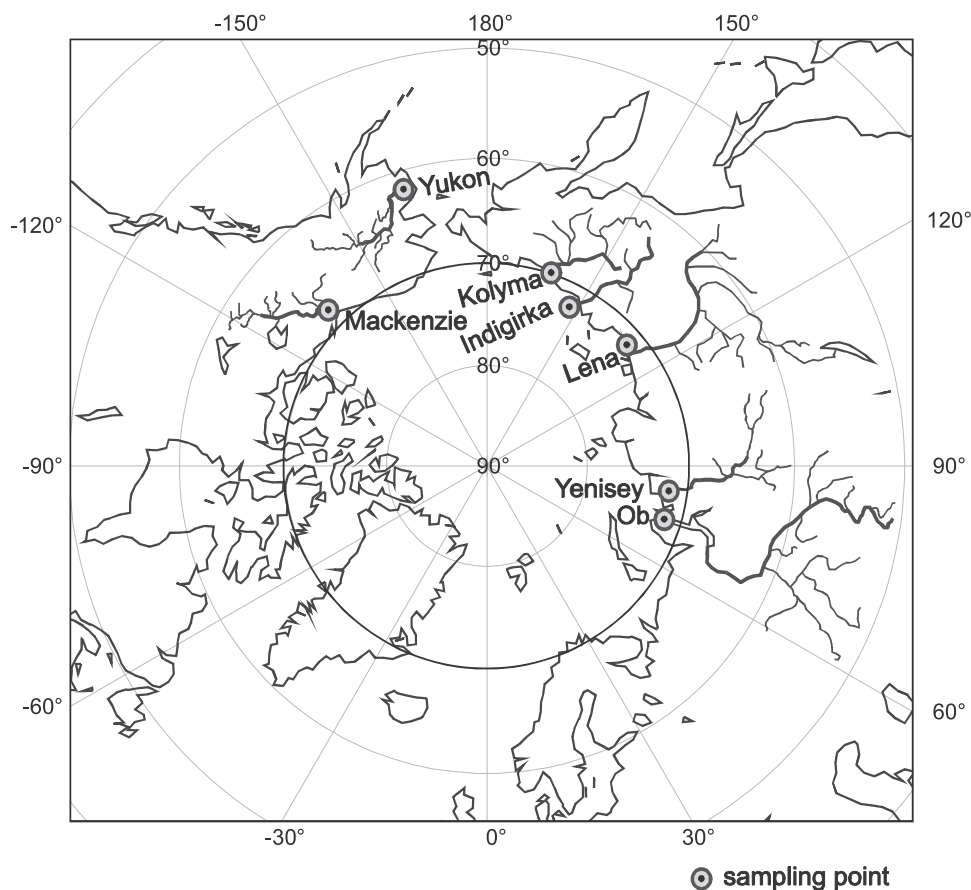 -150°
180°
150°
50°
60°
Yukon
-120°
120°
70°
Kolyma
Indigirka
Mackenzie
Lena
80°
-90°
90°
90°
Yenisey
Ob
-60°
60°
-30°
0°
30°
sampling point